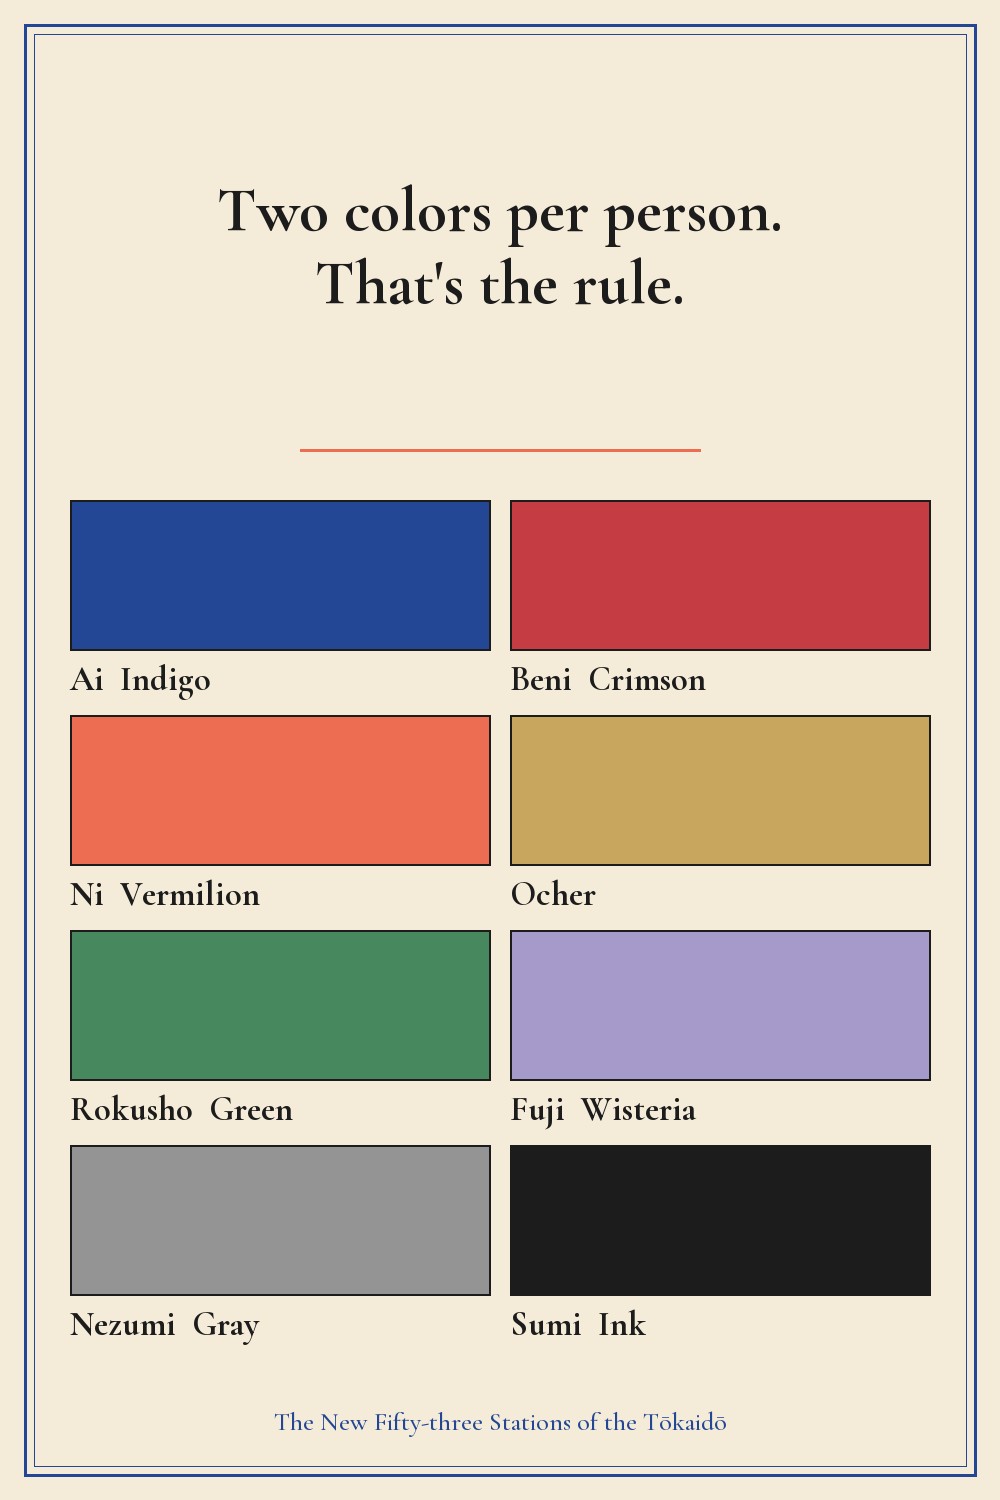 Two colors per person.
That's the rule.
Ai Indigo
Beni Crimson
Ni Vermilion
Ocher
Rokusho Green
Fuji Wisteria
Nezumi Gray
Sumi Ink
The New Fifty-three Stations of the Tōkaidō